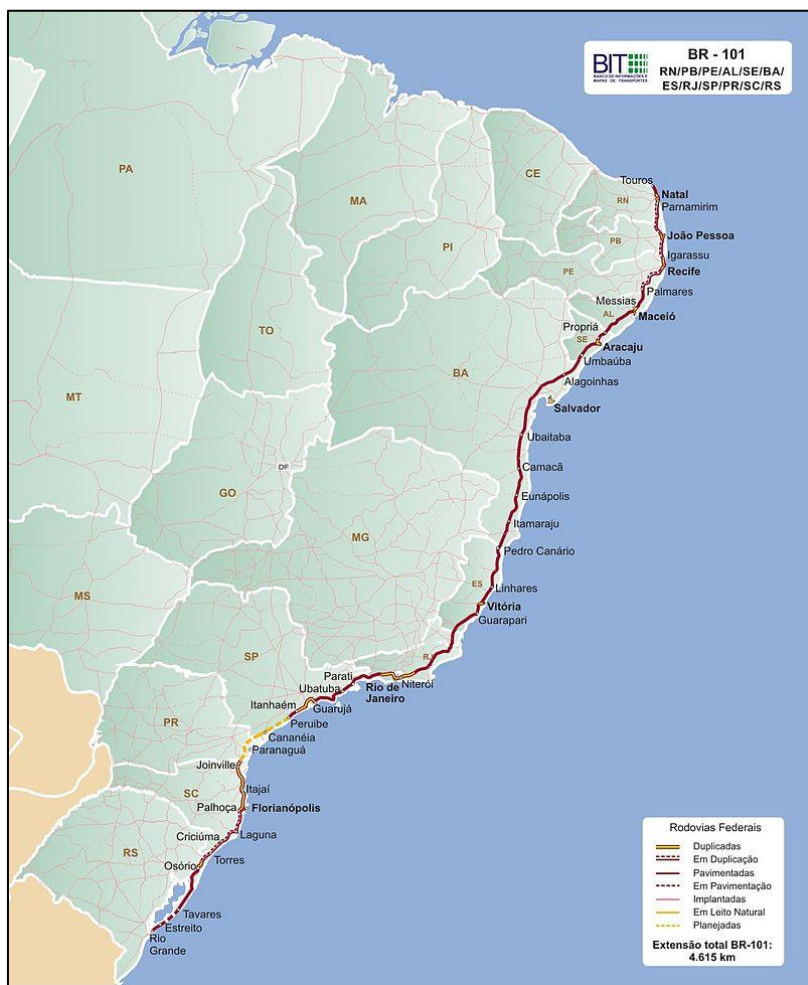 BIT
BANCO DE INFORMAÇÕES E
MAPAS DE TRANSPORTES
BR - 101
RN/PB/PE/AL/SE/BA/
ES/RJ/SP/PR/SC/RS
PA
MA
CE
PI
RN
PB
PE
AL
SE
TO
BA
MT
DF
GO
MG
MS
ES
SP
RJ
PR
SC
RS
Touros
Natal
Parnamirim
João Pessoa
Igarassu
Recife
Palmares
Messias
Maceió
Propriá
Aracaju
Umbaúba
Alagoinhas
Salvador
Ubaitaba
Camacã
Eunápolis
Itamaraju
Pedro Canário
Linhares
Vitória
Guarapari
Parati
Niterói
Rio de
Janeiro
Ubatuba
Guarujá
Itanhaém
Peruibe
Cananéia
Paranaguá
Joinville
Itajaí
Palhoça
Florianópolis
Criciúma
Laguna
Torres
Osório
Tavares
Estreito
Rio
Grande
Rodovias Federais
Duplicadas
Em Duplicação
Pavimentadas
Em Pavimentação
Implantadas
Em Leito Natural
Planejadas
Extensão total BR-101:
4.615 km